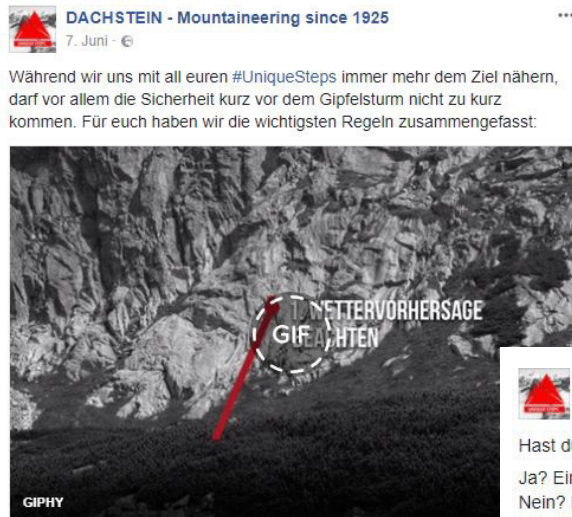 DACHSTEIN - Mountaineering since 1925
7. Juni ·
Während wir uns mit all euren #UniqueSteps immer mehr dem Ziel nähern,
darf vor allem die Sicherheit kurz vor dem Gipfelsturm nicht zu kurz
kommen. Für euch haben wir die wichtigsten Regeln zusammengefasst:
1. WETTERVORHERSAGE
GIF
GIPHY
Hast
Ja?
Nein?